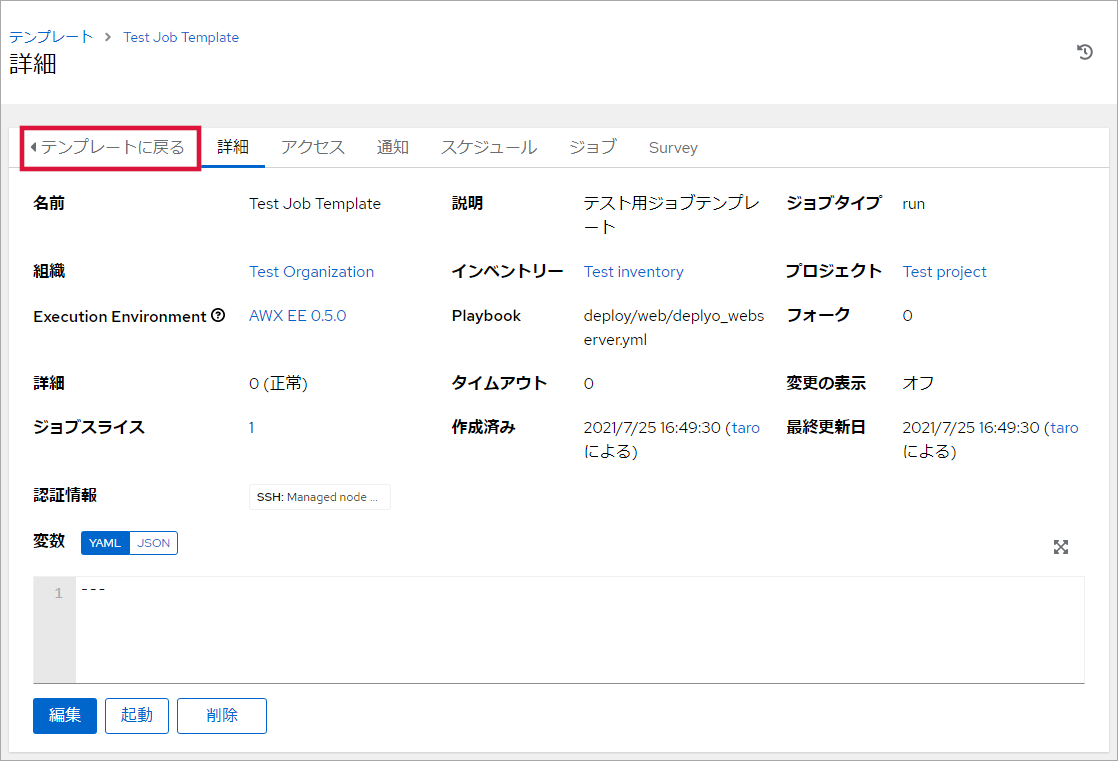 テンプレート > Test Job Template
詳細
テンプレートに戻る 詳細 アクセス 通知 スケジュール ジョブ Survey
名前 Test Job Template 説明 テスト用ジョブテンプレ ジョブタイプ run
ート
組織 Test Organization インベントリー Test inventory プロジェクト Test project
Execution Environment AWX EE 0.5.0 Playbook deploy/web/deplyo_webs フォーク 0
erver.yml
詳細 0 (正常) タイムアウト 0 変更の表示 オフ
ジョブスライス 1 作成済み 2021/7/25 16:49:30 (taro 最終更新日 2021/7/25 16:49:30 (taro
による) による)
認証情報 SSH: Managed node ...
変数 YAML JSON
1 ---
編集 起動 削除